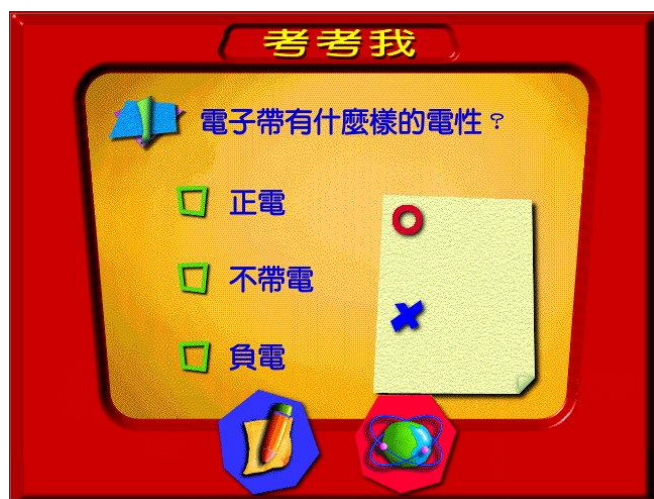 考考我
電子帶有什麼樣的電性？
正電
不帶電
負電